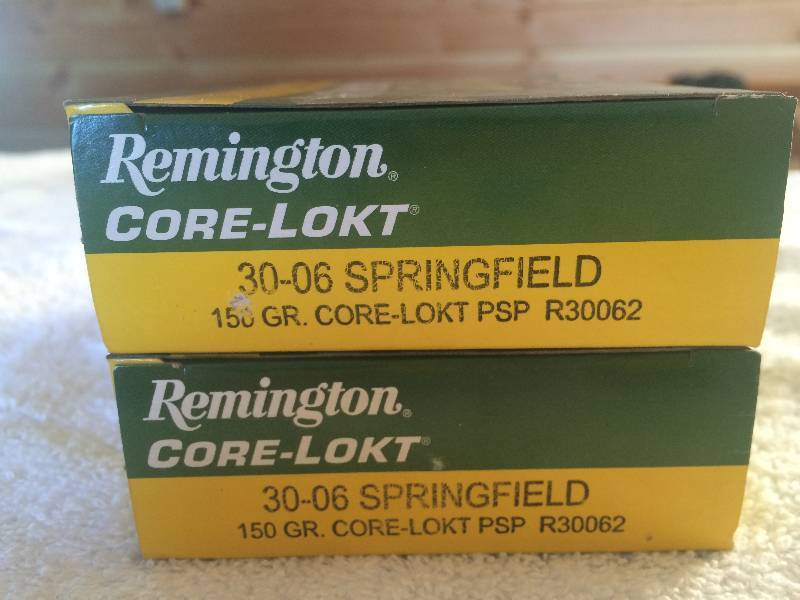 Remington®
CORE-LOKT®
30-06 SPRINGFIELD
150 GR. CORE-LOKT PSP R30062
Remington®
CORE-LOKT®
30-06 SPRINGFIELD
150 GR. CORE-LOKT PSP R30062